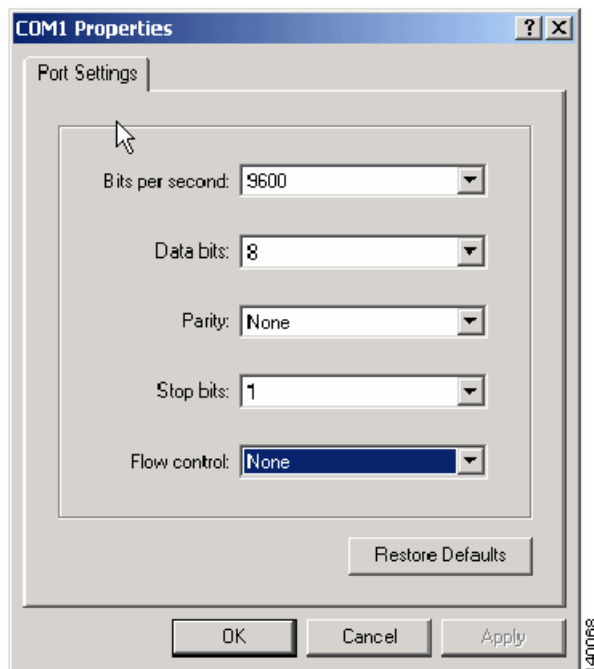 COM1 Properties
Port Settings
Bits per second: 9600
Data bits: 8
Parity: None
Stop bits: 1
Flow control: None
Restore Defaults
OK Cancel Apply
40068